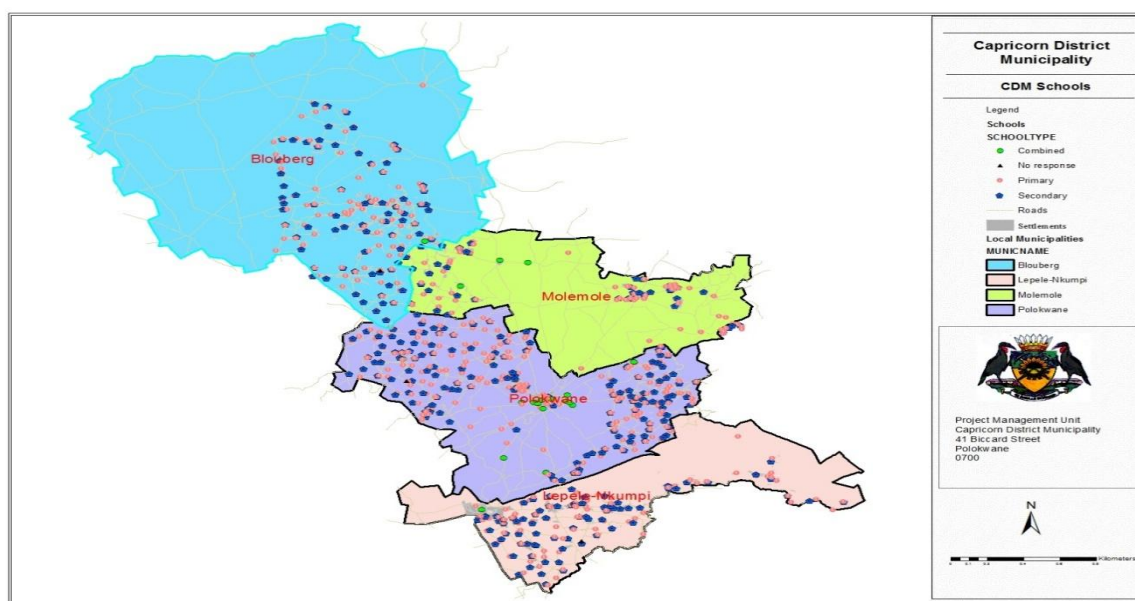 Capricorn District
Municipality
CDM Schools
Legend
Schools
SCHOOLTYPE
Combined
No response
Primary
Secondary
Roads
Settlements
Local Municipalities
MUNICNAME
Blouberg
Lepele-Nkumpi
Molemole
Polokwane
Project Management Unit
Capricorn District Municipality
41 Biccard Street
Polokwane
0700
N
Kilometers
Blouberg
Molemole
Polokwane
Lepele-Nkumpi